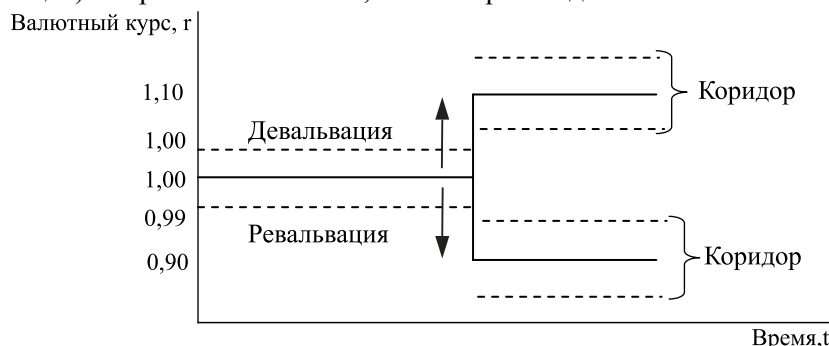 Валютный курс, r
1,10
Коридор
1,00
Девальвация
1,00
0,99
Ревальвация
0,90
Коридор
Время,t